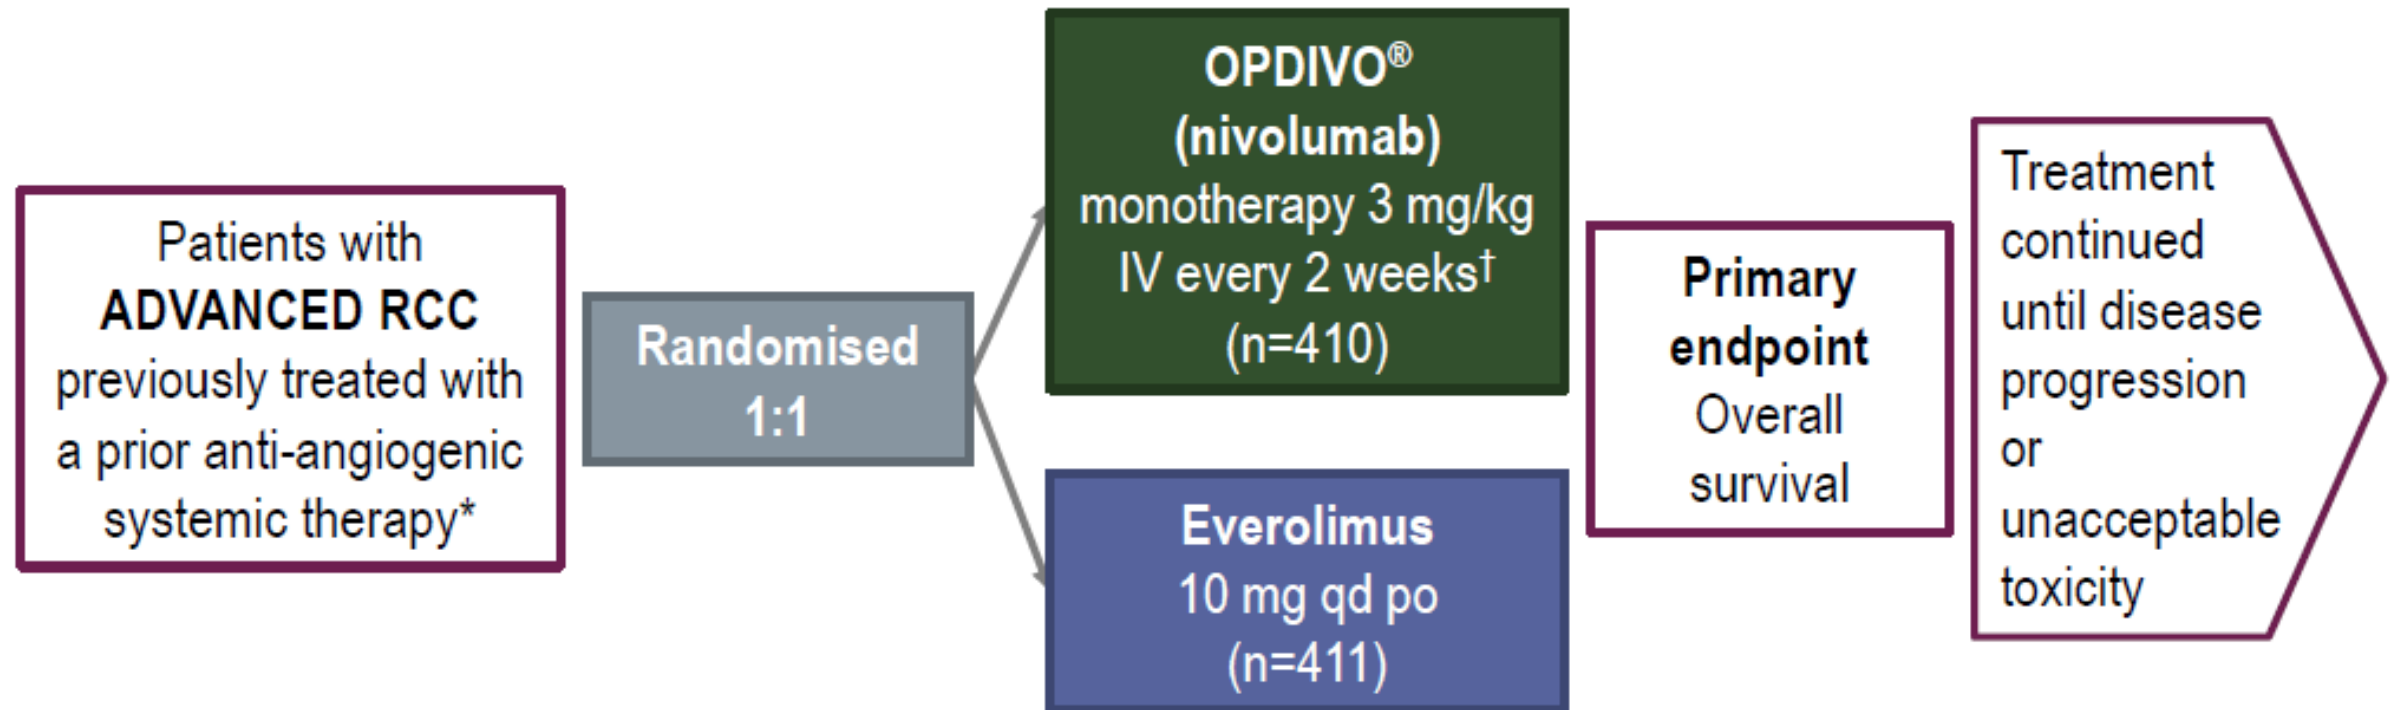 Patients with
ADVANCED RCC
previously treated with
a prior anti-angiogenic
systemic therapy*
Randomised
1:1
OPDIVO®
(nivolumab)
monotherapy 3 mg/kg
IV every 2 weeks†
(n=410)
Everolimus
10 mg qd po
(n=411)
Primary
endpoint
Overall
survival
Treatment
continued
until disease
progression
or
unacceptable
toxicity